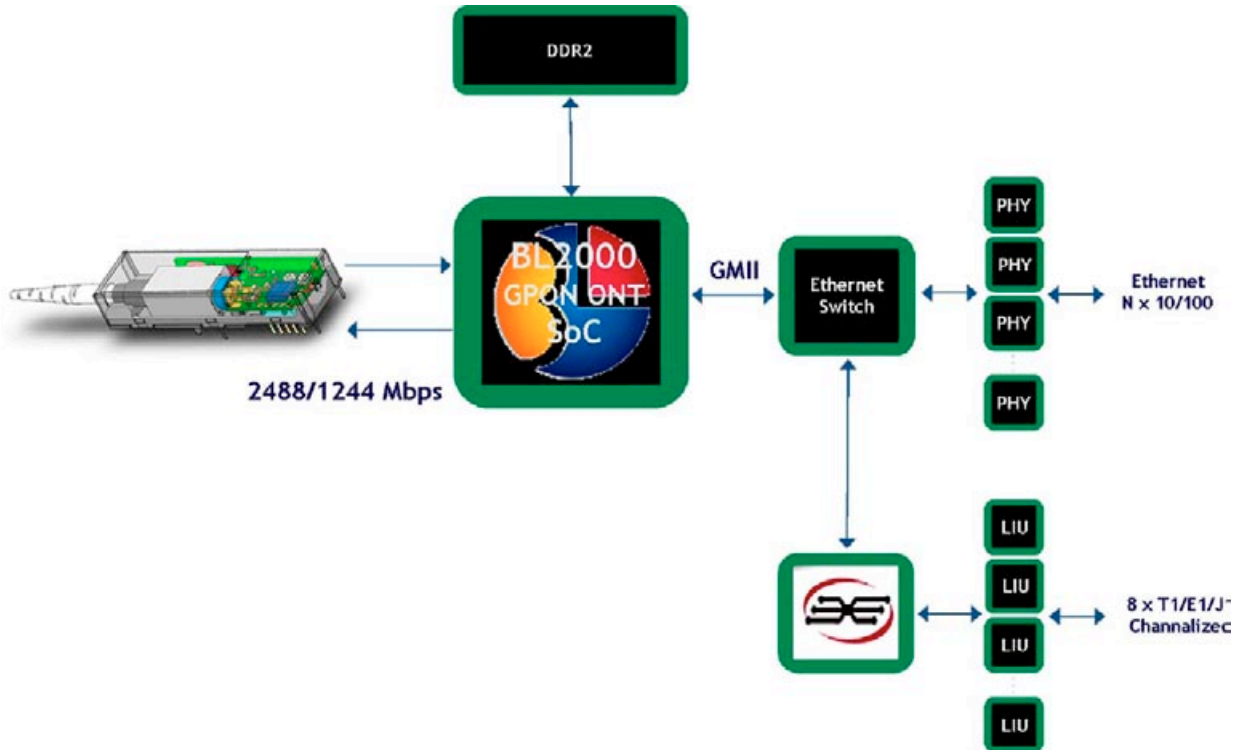 DDR2
BL2000
GPON ONT
SoC
2488/1244 Mbps
GMII
Ethernet
Switch
PHY
PHY
PHY
PHY
Ethernet
N x 10/100
LIU
LIU
LIU
LIU
8 x T1/E1/J
Channalizec